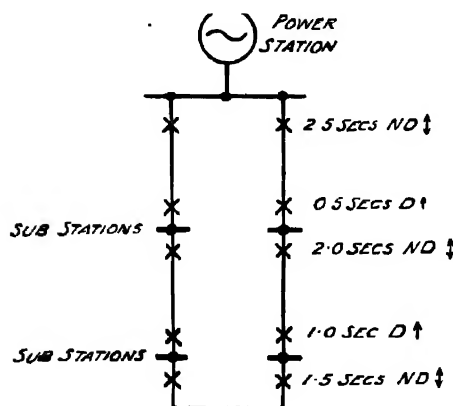 POWER
STATION
2·5 SECS ND ↕
0·5 SECS D ↑
SUB STATIONS
2·0 SECS ND ↕
1·0 SEC D ↑
SUB STATIONS
1·5 SECS ND ↕